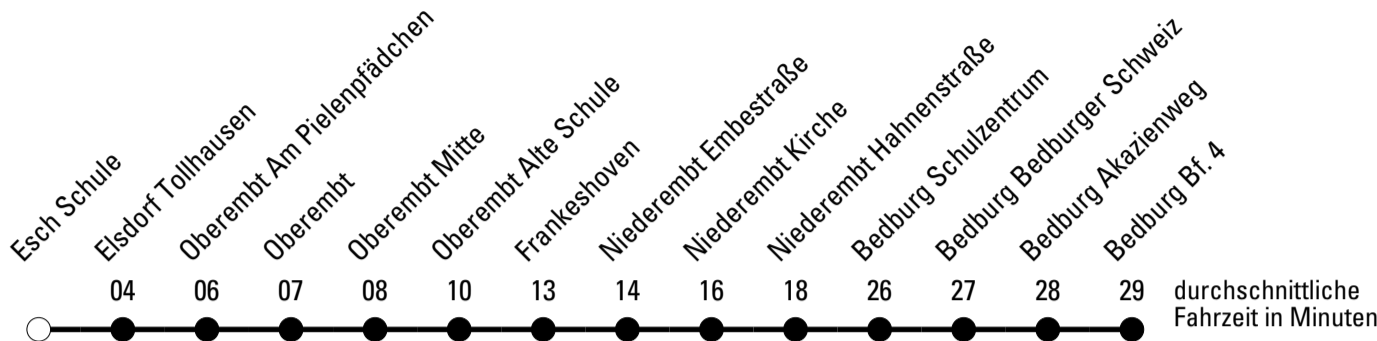 Esch Schule
Elsdorf Tollhausen
Oberembt Am Pielenpfädchen
Oberembt
Oberembt Mitte
Oberembt Alte Schule
Frankeshoven
Niederembt Embestraße
Niederembt Kirche
Niederembt Hahnenstraße
Bedburg Schulzentrum
Bedburg Bedburger Schweiz
Bedburg Akazienweg
Bedburg Bf. 4
04 06 07 08 10 13 14 16 18 26 27 28 29
durchschnittliche
Fahrzeit in Minuten